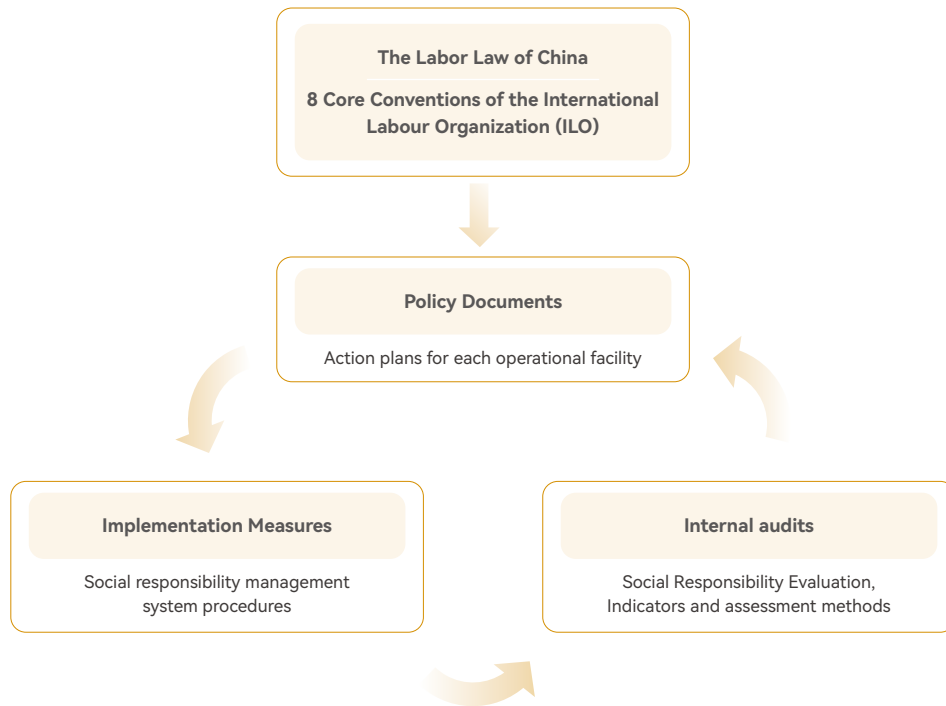 The Labor Law of China
8 Core Conventions of the International
Labour Organization (ILO)
Policy Documents
Action plans for each operational facility
Implementation Measures
Social responsibility management
system procedures
Internal audits
Social Responsibility Evaluation,
Indicators and assessment methods